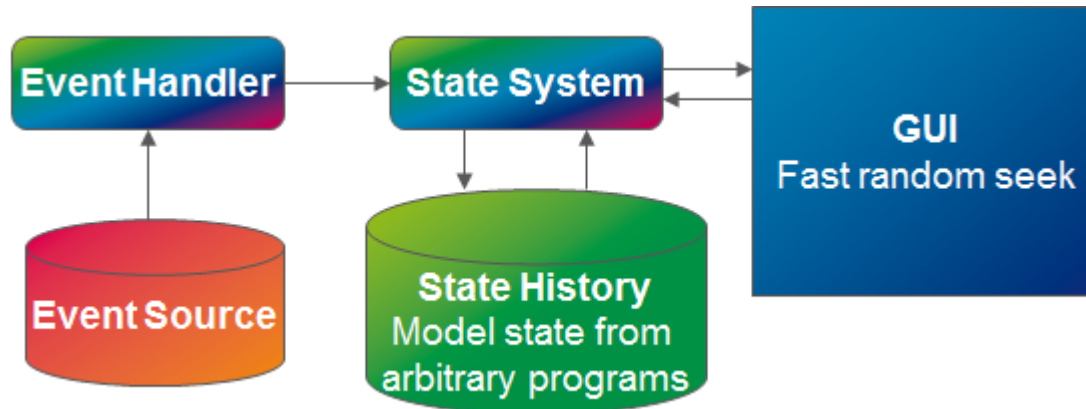 Event Handler
State System
GUI
Fast random seek
Event Source
State History
Model state from
arbitrary programs